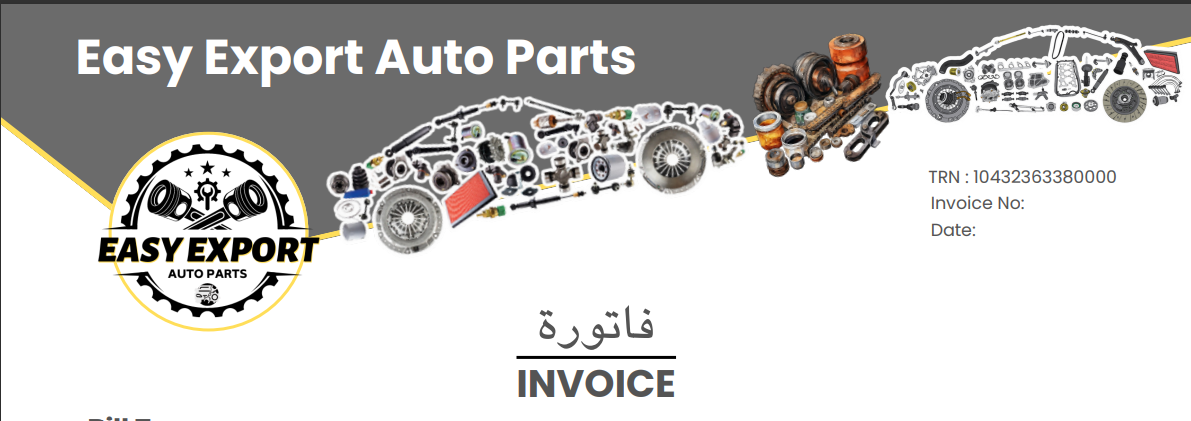 Easy Export Auto Parts
TRN : 10432363380000
Invoice No:
Date:
EASY EXPORT
AUTO PARTS
فاتورة
INVOICE